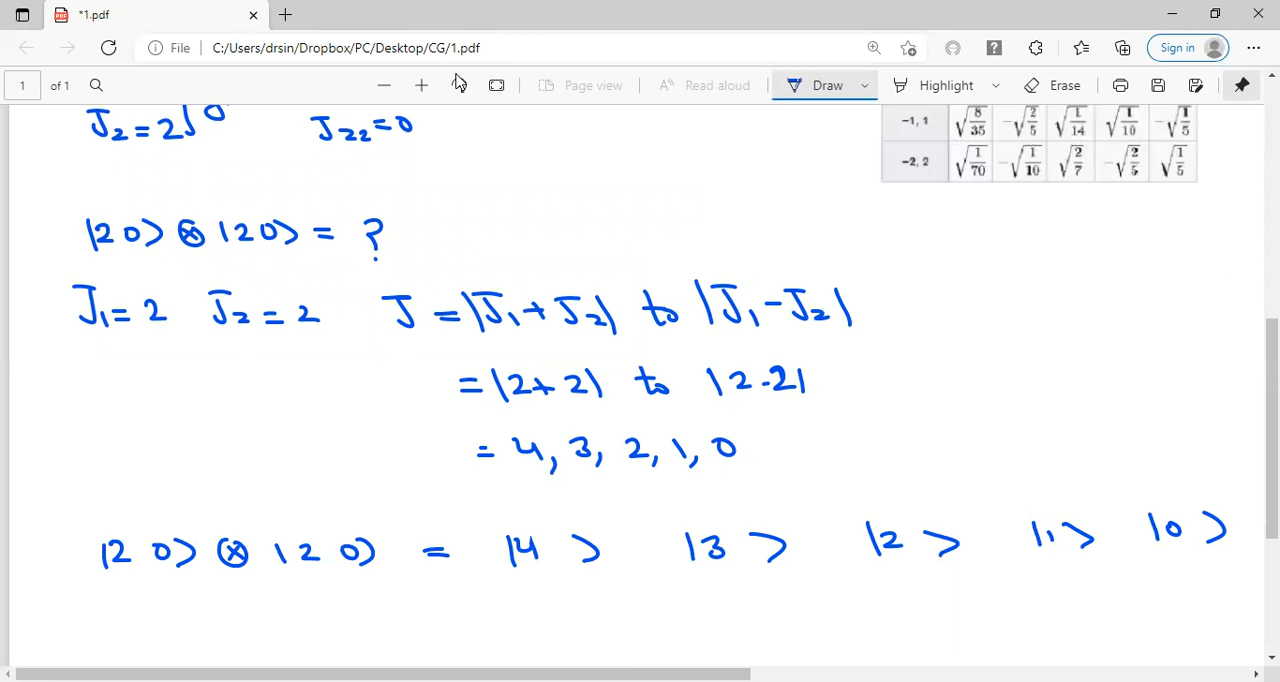 *1.pdf
File C:/Users/drsin/Dropbox/PC/Desktop/CG/1.pdf Sign in
1 of 1 Page view Read aloud Draw Highlight Erase
J₂=2 0 J₂₂=0
-1, 1 √8/35 -√2/5 √1/14 √1/10 -√1/5
-2, 2 √1/70 -√1/10 √2/7 -√2/5 √1/5
|2 0⟩ ⊗ |2 0⟩ = ?
J₁=2 J₂=2 J = |J₁+J₂| to |J₁-J₂|
= |2+2| to |2-2|
= 4, 3, 2, 1, 0
|2 0⟩ ⊗ |2 0⟩ = |4 ⟩ |3 ⟩ |2 ⟩ |1 ⟩ |0 ⟩